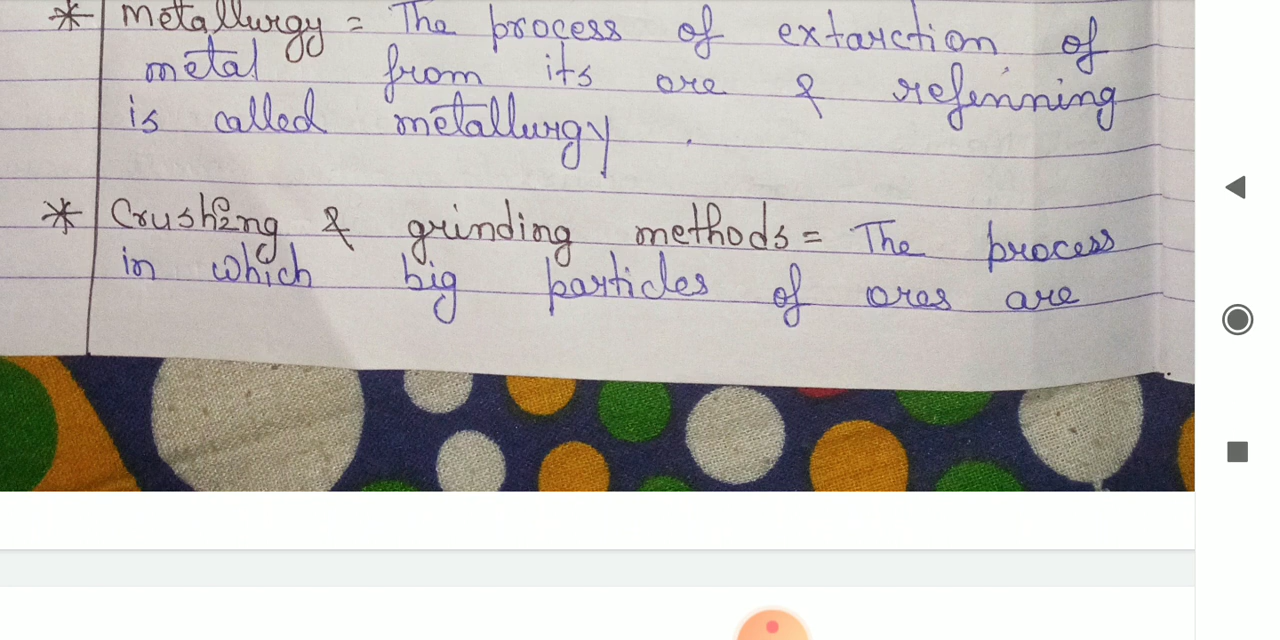 * Metallurgy = The process of extarction of
metal from its ore & refenning
is called metallurgy .
* Crushing & grinding methods = The process
in which big particles of ores are